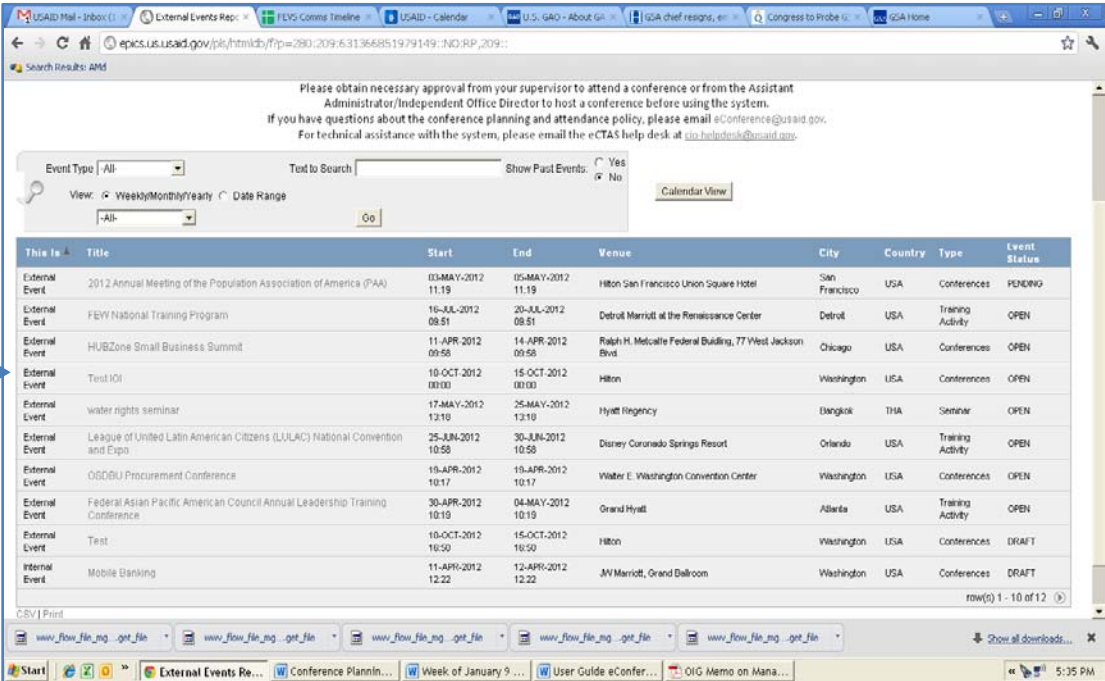 USAID Mail - Inbox (1 External Events Repo FEVS Comms Timeline USAID - Calendar U.S. GAO - About GA GSA chief resigns, en Congress to Probe G GSA Home
epics.us.usaid.gov/pls/htmldb/f?p=280:209:631366851979149::NO:RP,209::
Search Results: AMd
Please obtain necessary approval from your supervisor to attend a conference or from the Assistant
Administrator/Independent Office Director to host a conference before using the system.
If you have questions about the conference planning and attendance policy, please email eConference@usaid.gov.
For technical assistance with the system, please email the eCTAS help desk at cio-helpdesk@usaid.gov.
Event Type -All- Text to Search Show Past Events: Yes
No
View: Weekly/Monthly/Yearly Date Range Calendar View
-All- Go
This Is Title Start End Venue City Country Type Event Status
External Event 2012 Annual Meeting of the Population Association of America (PAA) 03-MAY-2012 11:19 05-MAY-2012 11:19 Hilton San Francisco Union Square Hotel San Francisco USA Conferences PENDING
External Event FEW National Training Program 16-JUL-2012 09:51 20-JUL-2012 09:51 Detroit Marriott at the Renaissance Center Detroit USA Training Activity OPEN
External Event HUBZone Small Business Summit 11-APR-2012 09:58 14-APR-2012 09:58 Ralph H. Metcalfe Federal Buidling, 77 West Jackson Blvd. Chicago USA Conferences OPEN
External Event Test IOI 10-OCT-2012 00:00 15-OCT-2012 00:00 Hilton Washington USA Conferences OPEN
External Event water rights seminar 17-MAY-2012 13:10 25-MAY-2012 13:10 Hyatt Regency Bangkok THA Seminar OPEN
External Event League of United Latin American Citizens (LULAC) National Convention and Expo 25-JUN-2012 10:58 30-JUN-2012 10:58 Disney Coronado Springs Resort Orlando USA Training Activity OPEN
External Event OSDBU Procurement Conference 19-APR-2012 10:17 19-APR-2012 10:17 Walter E. Washington Convention Center Washington USA Conferences OPEN
External Event Federal Asian Pacific American Council Annual Leadership Training Conference 30-APR-2012 10:19 04-MAY-2012 10:19 Grand Hyatt Atlanta USA Training Activity OPEN
External Event Test 10-OCT-2012 16:50 15-OCT-2012 16:50 Hilton Washington USA Conferences DRAFT
Internal Event Mobile Banking 11-APR-2012 12:22 12-APR-2012 12:22 JW Marriott, Grand Ballroom Washington USA Conferences DRAFT
row(s) 1 - 10 of 12
CSV | Print
wwv_flow_file_mg...get_file wwv_flow_file_mg...get_file wwv_flow_file_mg...get_file wwv_flow_file_mg...get_file wwv_flow_file_mg...get_file Show all downloads...
Start External Events Re... Conference Plannin... Week of January 9 ... User Guide eConfer... OIG Memo on Mana... 5:35 PM